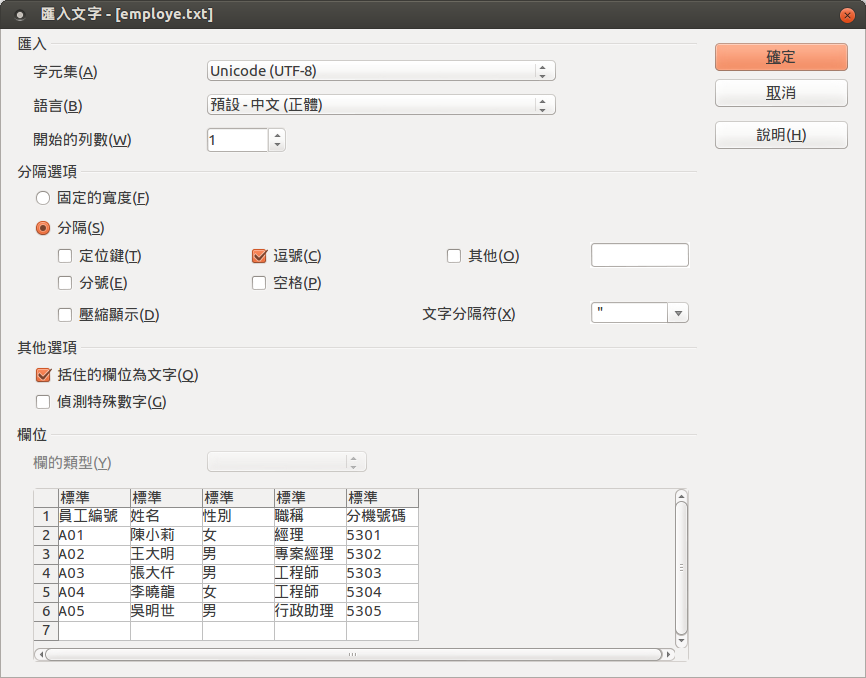 匯入文字 - [employe.txt]
匯入
字元集(A) Unicode (UTF-8)
語言(B) 預設 - 中文 (正體)
開始的列數(W) 1
確定
取消
說明(H)
分隔選項
固定的寬度(F)
分隔(S)
定位鍵(T) 逗號(C) 其他(O)
分號(E) 空格(P)
壓縮顯示(D) 文字分隔符(X) "
其他選項
括住的欄位為文字(Q)
偵測特殊數字(G)
欄位
欄的類型(Y)
標準 標準 標準 標準 標準
1 員工編號 姓名 性別 職稱 分機號碼
2 A01 陳小莉 女 經理 5301
3 A02 王大明 男 專案經理 5302
4 A03 張大仟 男 工程師 5303
5 A04 李曉龍 女 工程師 5304
6 A05 吳明世 男 行政助理 5305
7